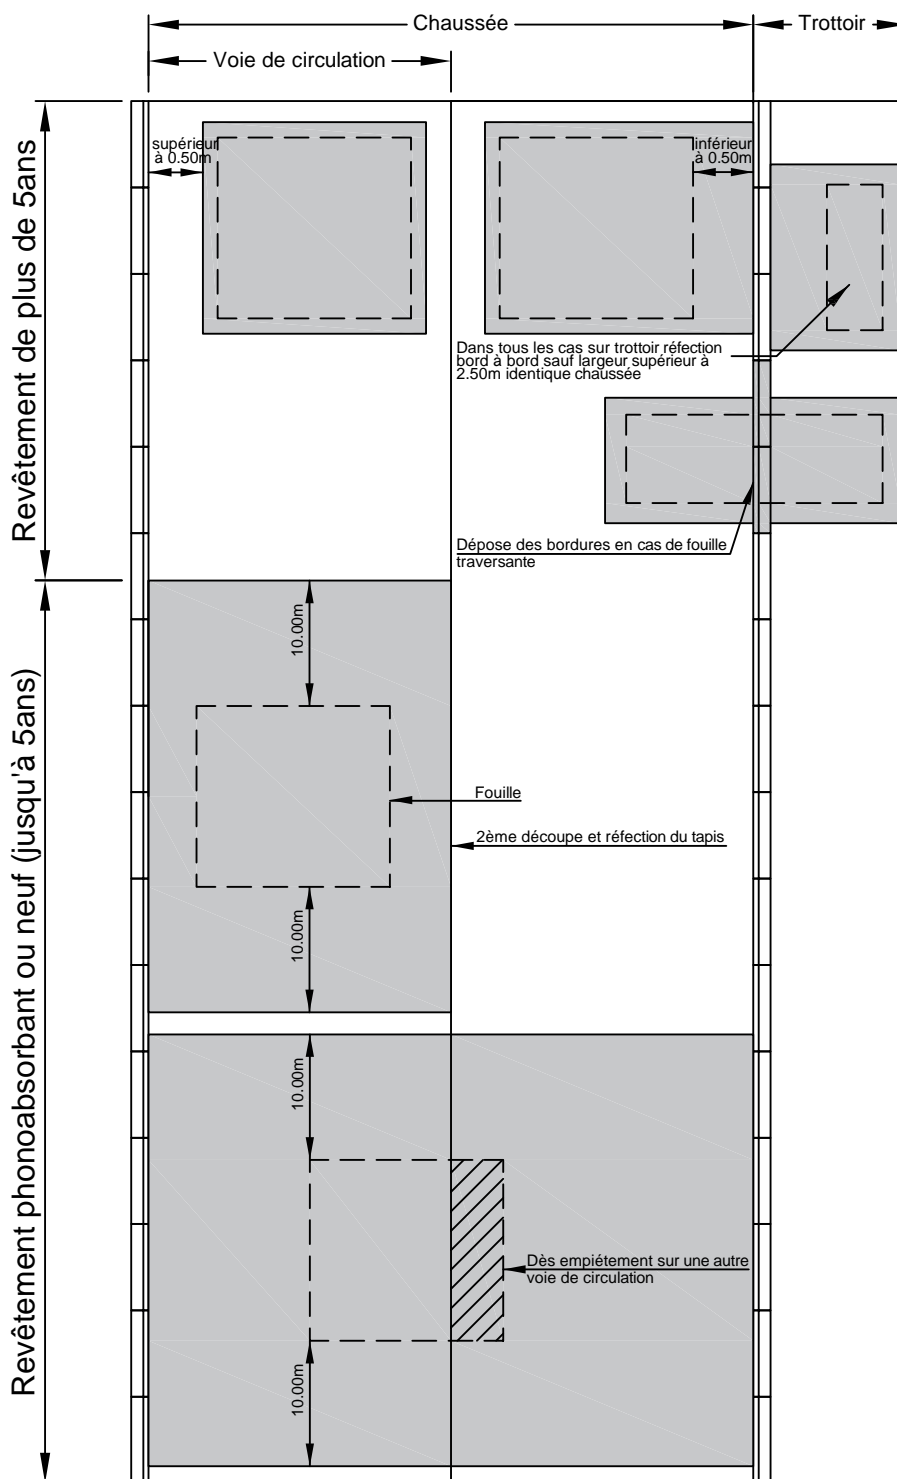 Chaussée
Trottoir
Voie de circulation
supérieur
à 0.50m
inférieur
à 0.50m
Revêtement de plus de 5ans
Dans tous les cas sur trottoir réfection
bord à bord sauf largeur supérieur à
2.50m identique chaussée
Dépose des bordures en cas de fouille
traversante
10.00m
Revêtement phonoabsorbant ou neuf (jusqu'à 5ans)
Fouille
2ème découpe et réfection du tapis
10.00m
10.00m
Dès empiétement sur une autre
voie de circulation
10.00m